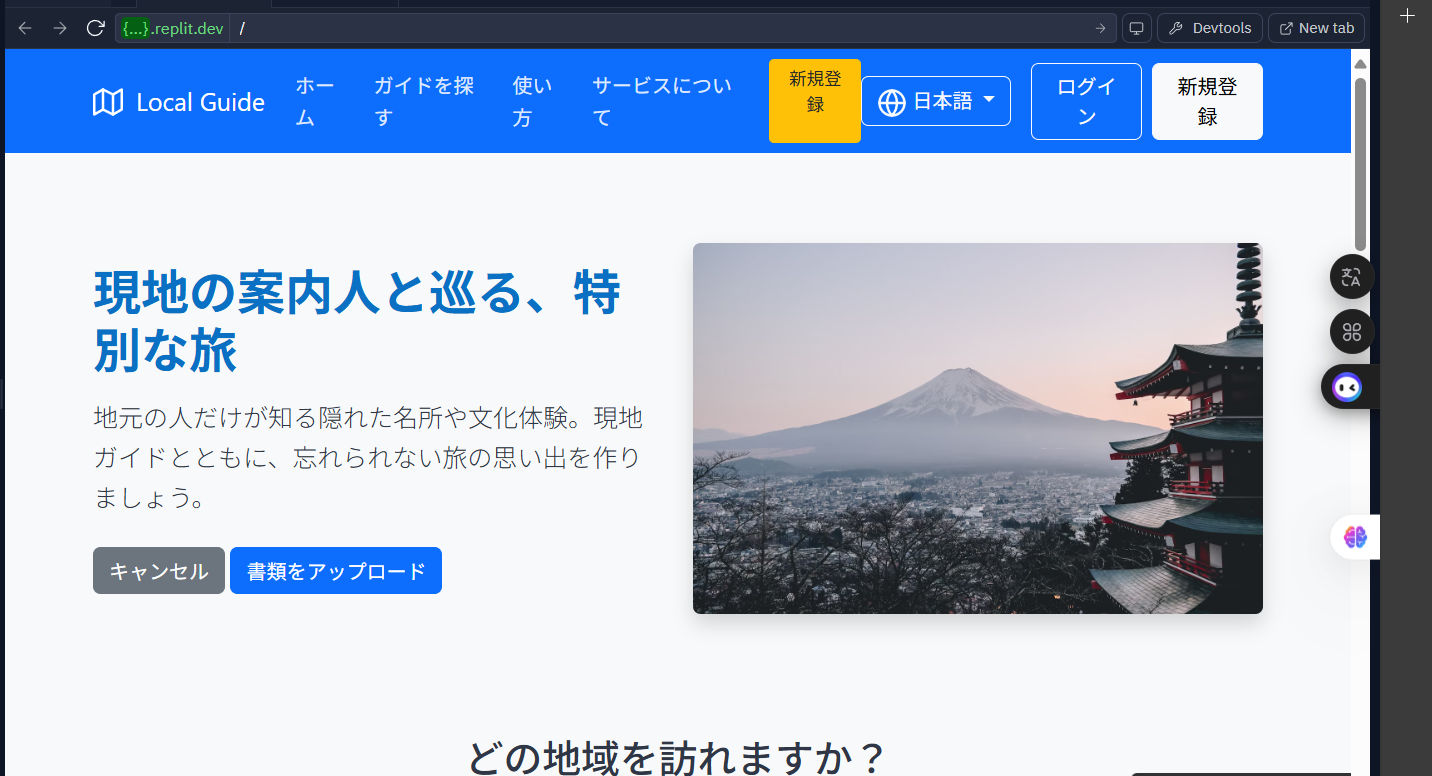 {...}.replit.dev /
Devtools
New tab
Local Guide
ホー
ム
ガイドを探
す
使い
方
サービスについ
て
新規登
録
日本語
ログイ
ン
新規登
録
現地の案内人と巡る、特
別な旅
地元の人だけが知る隠れた名所や文化体験。現地
ガイドとともに、忘れられない旅の思い出を作り
ましょう。
キャンセル
書類をアップロード
どの地域を訪れますか？